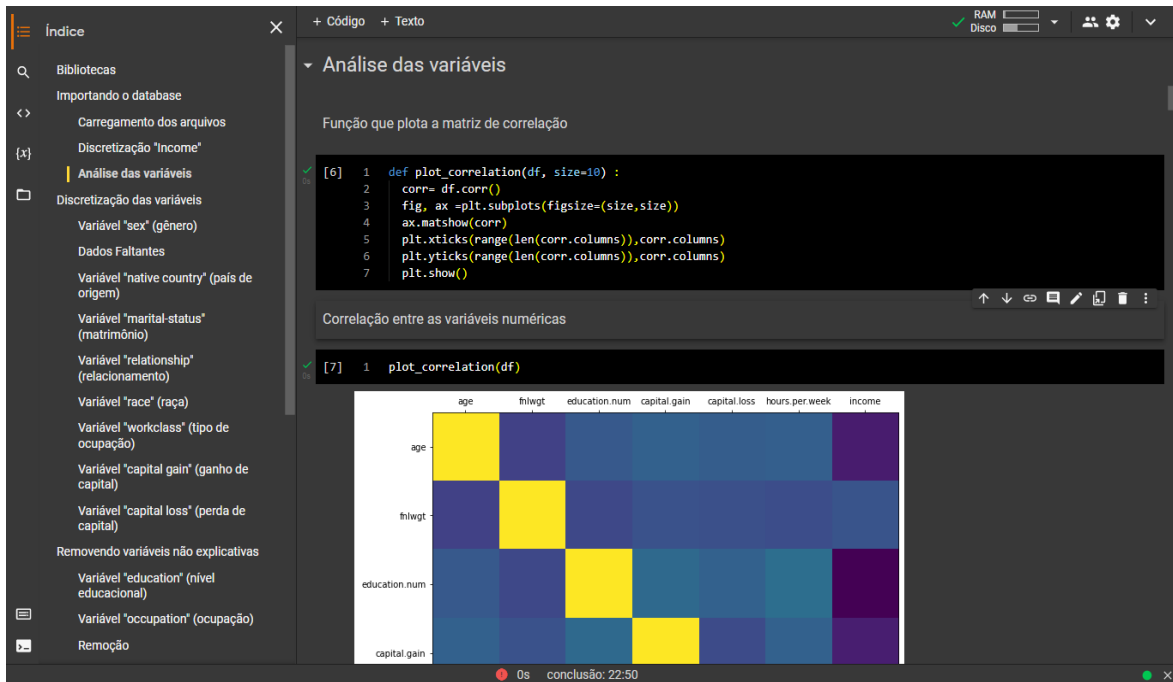 Índice
Bibliotecas
Importando o database
Carregamento dos arquivos
Discretização "Income"
Análise das variáveis
Discretização das variáveis
Variável "sex" (gênero)
Dados Faltantes
Variável "native country" (país de
origem)
Variável "marital-status"
(matrimônio)
Variável "relationship"
(relacionamento)
Variável "race" (raça)
Variável "workclass" (tipo de
ocupação)
Variável "capital gain" (ganho de
capital)
Variável "capital loss" (perda de
capital)
Removendo variáveis não explicativas
Variável "education" (nível
educacional)
Variável "occupation" (ocupação)
Remoção
+ Código + Texto
RAM
Disco
Análise das variáveis
Função que plota a matriz de correlação
0s
[6]
1 def plot_correlation(df, size=10) :
2 corr= df.corr()
3 fig, ax =plt.subplots(figsize=(size,size))
4 ax.matshow(corr)
5 plt.xticks(range(len(corr.columns)),corr.columns)
6 plt.yticks(range(len(corr.columns)),corr.columns)
7 plt.show()
Correlação entre as variáveis numéricas
0s
[7] 1 plot_correlation(df)
age fnlwgt education.num capital.gain capital.loss hours.per.week income
age
fnlwgt
education.num
capital.gain
0s conclusão: 22:50